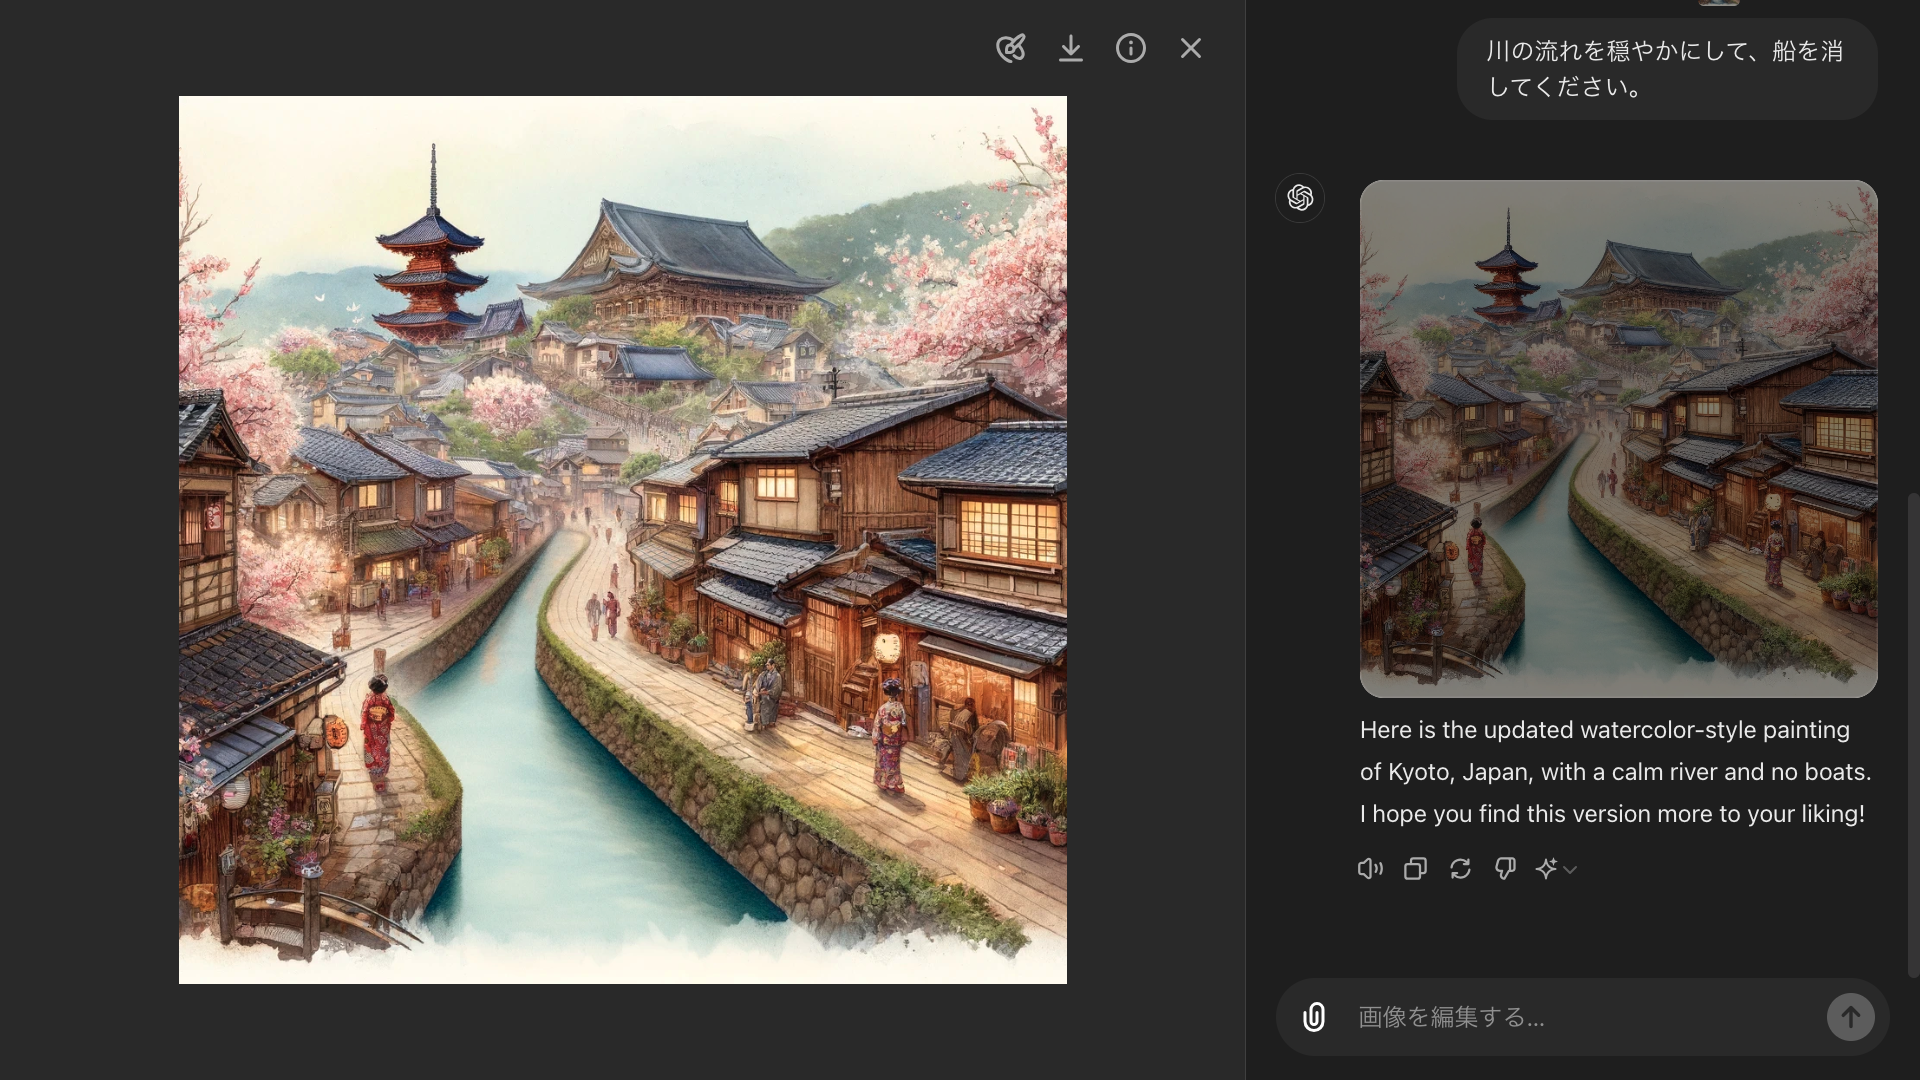 川の流れを穏やかにして、船を消
してください。
Here is the updated watercolor-style painting
of Kyoto, Japan, with a calm river and no boats.
I hope you find this version more to your liking!
画像を編集する...